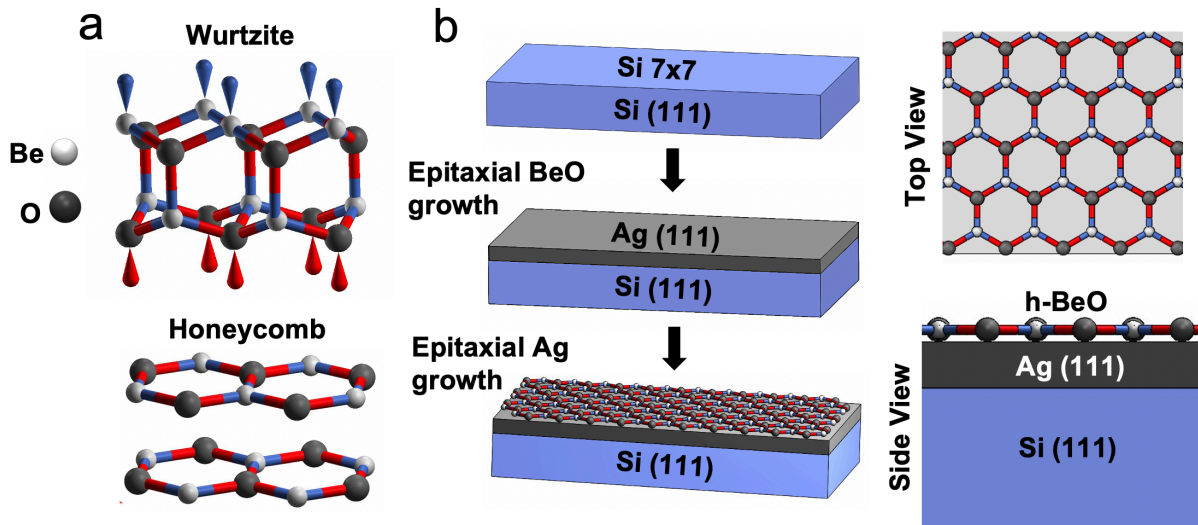 a
Wurtzite
Be
O
Honeycomb
b
Si 7x7
Si (111)
Epitaxial BeO
growth
Ag (111)
Si (111)
Epitaxial Ag
growth
Si (111)
Top View
h-BeO
Ag (111)
Si (111)
Side View